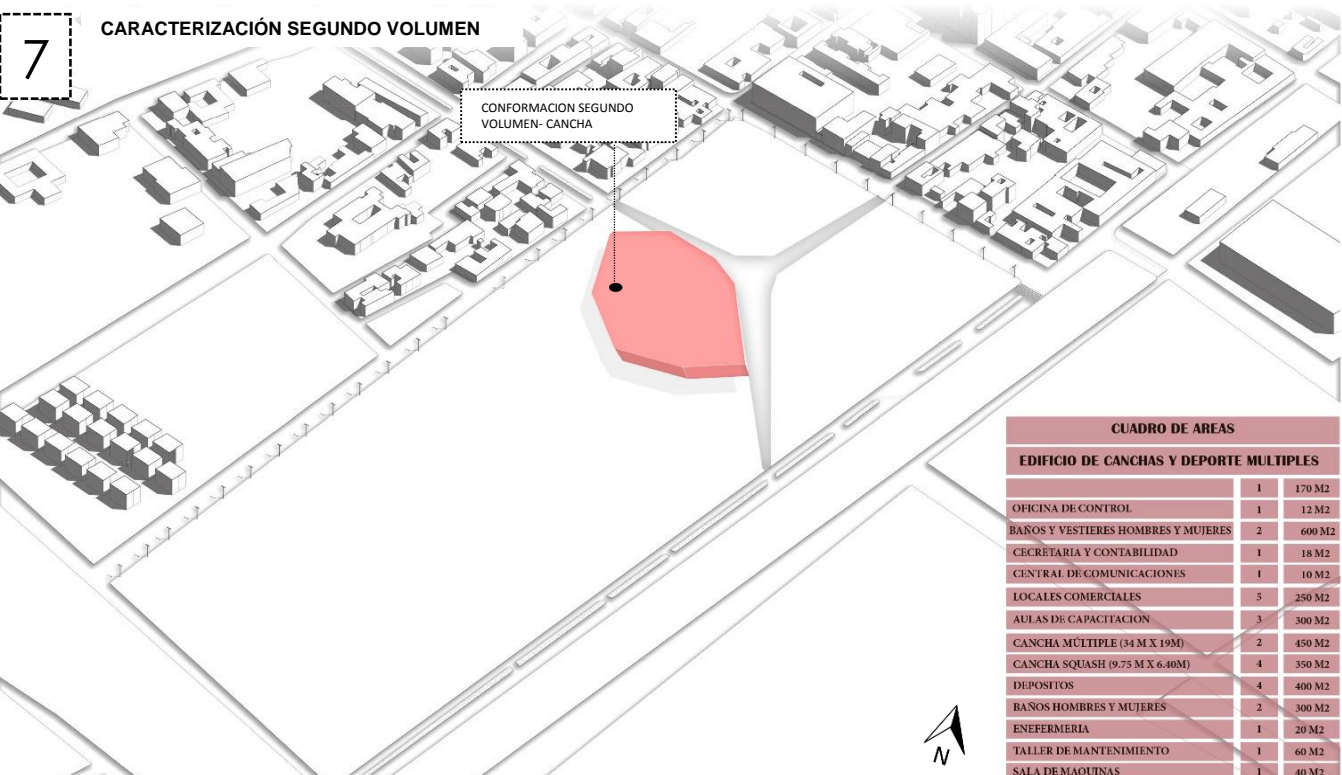 7
CARACTERIZACIÓN SEGUNDO VOLUMEN
CONFORMACION SEGUNDO
VOLUMEN- CANCHA
CUADRO DE AREAS
EDIFICIO DE CANCHAS Y DEPORTE MULTIPLES
1 170 M2
OFICINA DE CONTROL 1 12 M2
BAÑOS Y VESTIERES HOMBRES Y MUJERES 2 600 M2
CECRETARIA Y CONTABILIDAD 1 18 M2
CENTRAL DE COMUNICACIONES 1 10 M2
LOCALES COMERCIALES 5 250 M2
AULAS DE CAPACITACION 3 300 M2
CANCHA MÚLTIPLE (34 M X 19M) 2 450 M2
CANCHA SQUASH (9.75 M X 6.40M) 4 350 M2
DEPOSITOS 4 400 M2
BAÑOS HOMBRES Y MUJERES 2 300 M2
ENEFERMERIA 1 20 M2
TALLER DE MANTENIMIENTO 1 60 M2
SALA DE MAQUINAS 1 40 M2
N